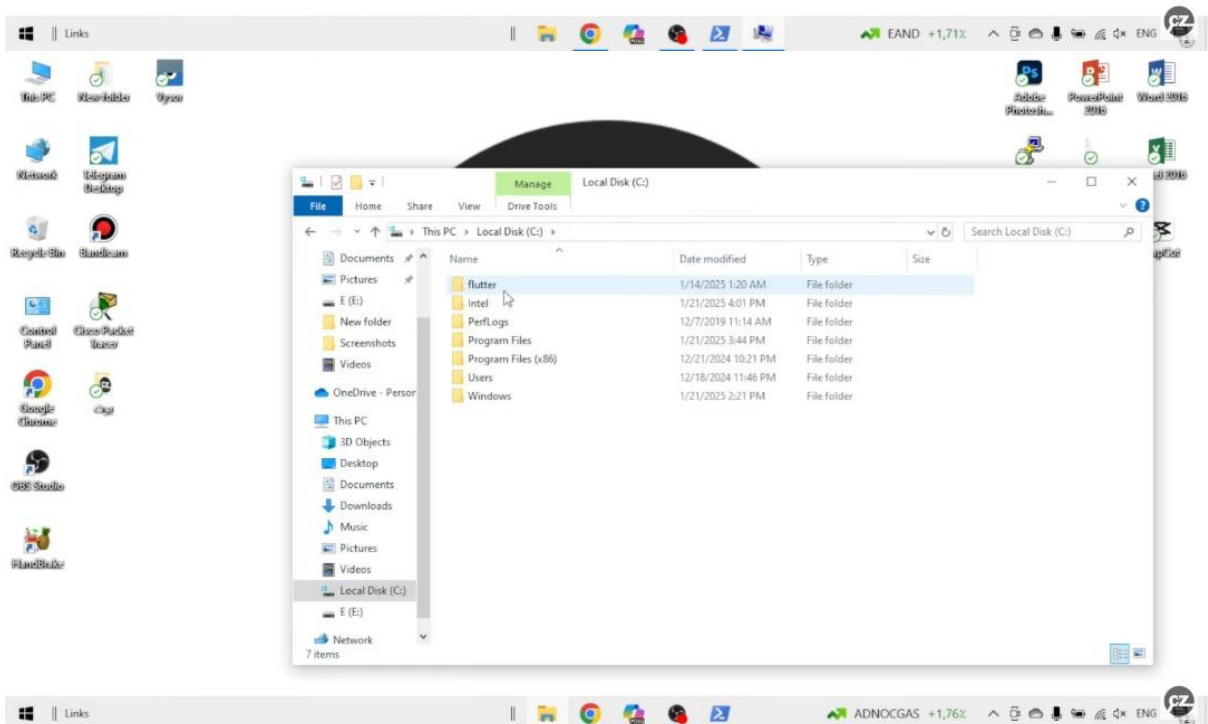 Links
EAND +1,71%
ENG
CZ
This PC
New folder
Vysor
Adobe Photosh...
PowerPoint 2016
Word 2016
Network
Telegram Desktop
el 2016
Recycle Bin
Bandicam
apCut
Control Panel
Cisco Packet Tracer
Google Chrome
OBS Studio
HandBrake
Manage
Local Disk (C:)
File
Home
Share
View
Drive Tools
This PC > Local Disk (C:) >
Search Local Disk (C:)
Documents
Pictures
E (E:)
New folder
Screenshots
Videos
OneDrive - Person
This PC
3D Objects
Desktop
Documents
Downloads
Music
Pictures
Videos
Local Disk (C:)
E (E:)
Network
Name Date modified Type Size
flutter 1/14/2025 1:20 AM File folder
Intel 1/21/2025 4:01 PM File folder
PerfLogs 12/7/2019 11:14 AM File folder
Program Files 1/21/2025 3:44 PM File folder
Program Files (x86) 12/21/2024 10:21 PM File folder
Users 12/18/2024 11:46 PM File folder
Windows 1/21/2025 2:21 PM File folder
7 items
Links
ADNOCGAS +1,76%
ENG
CZ